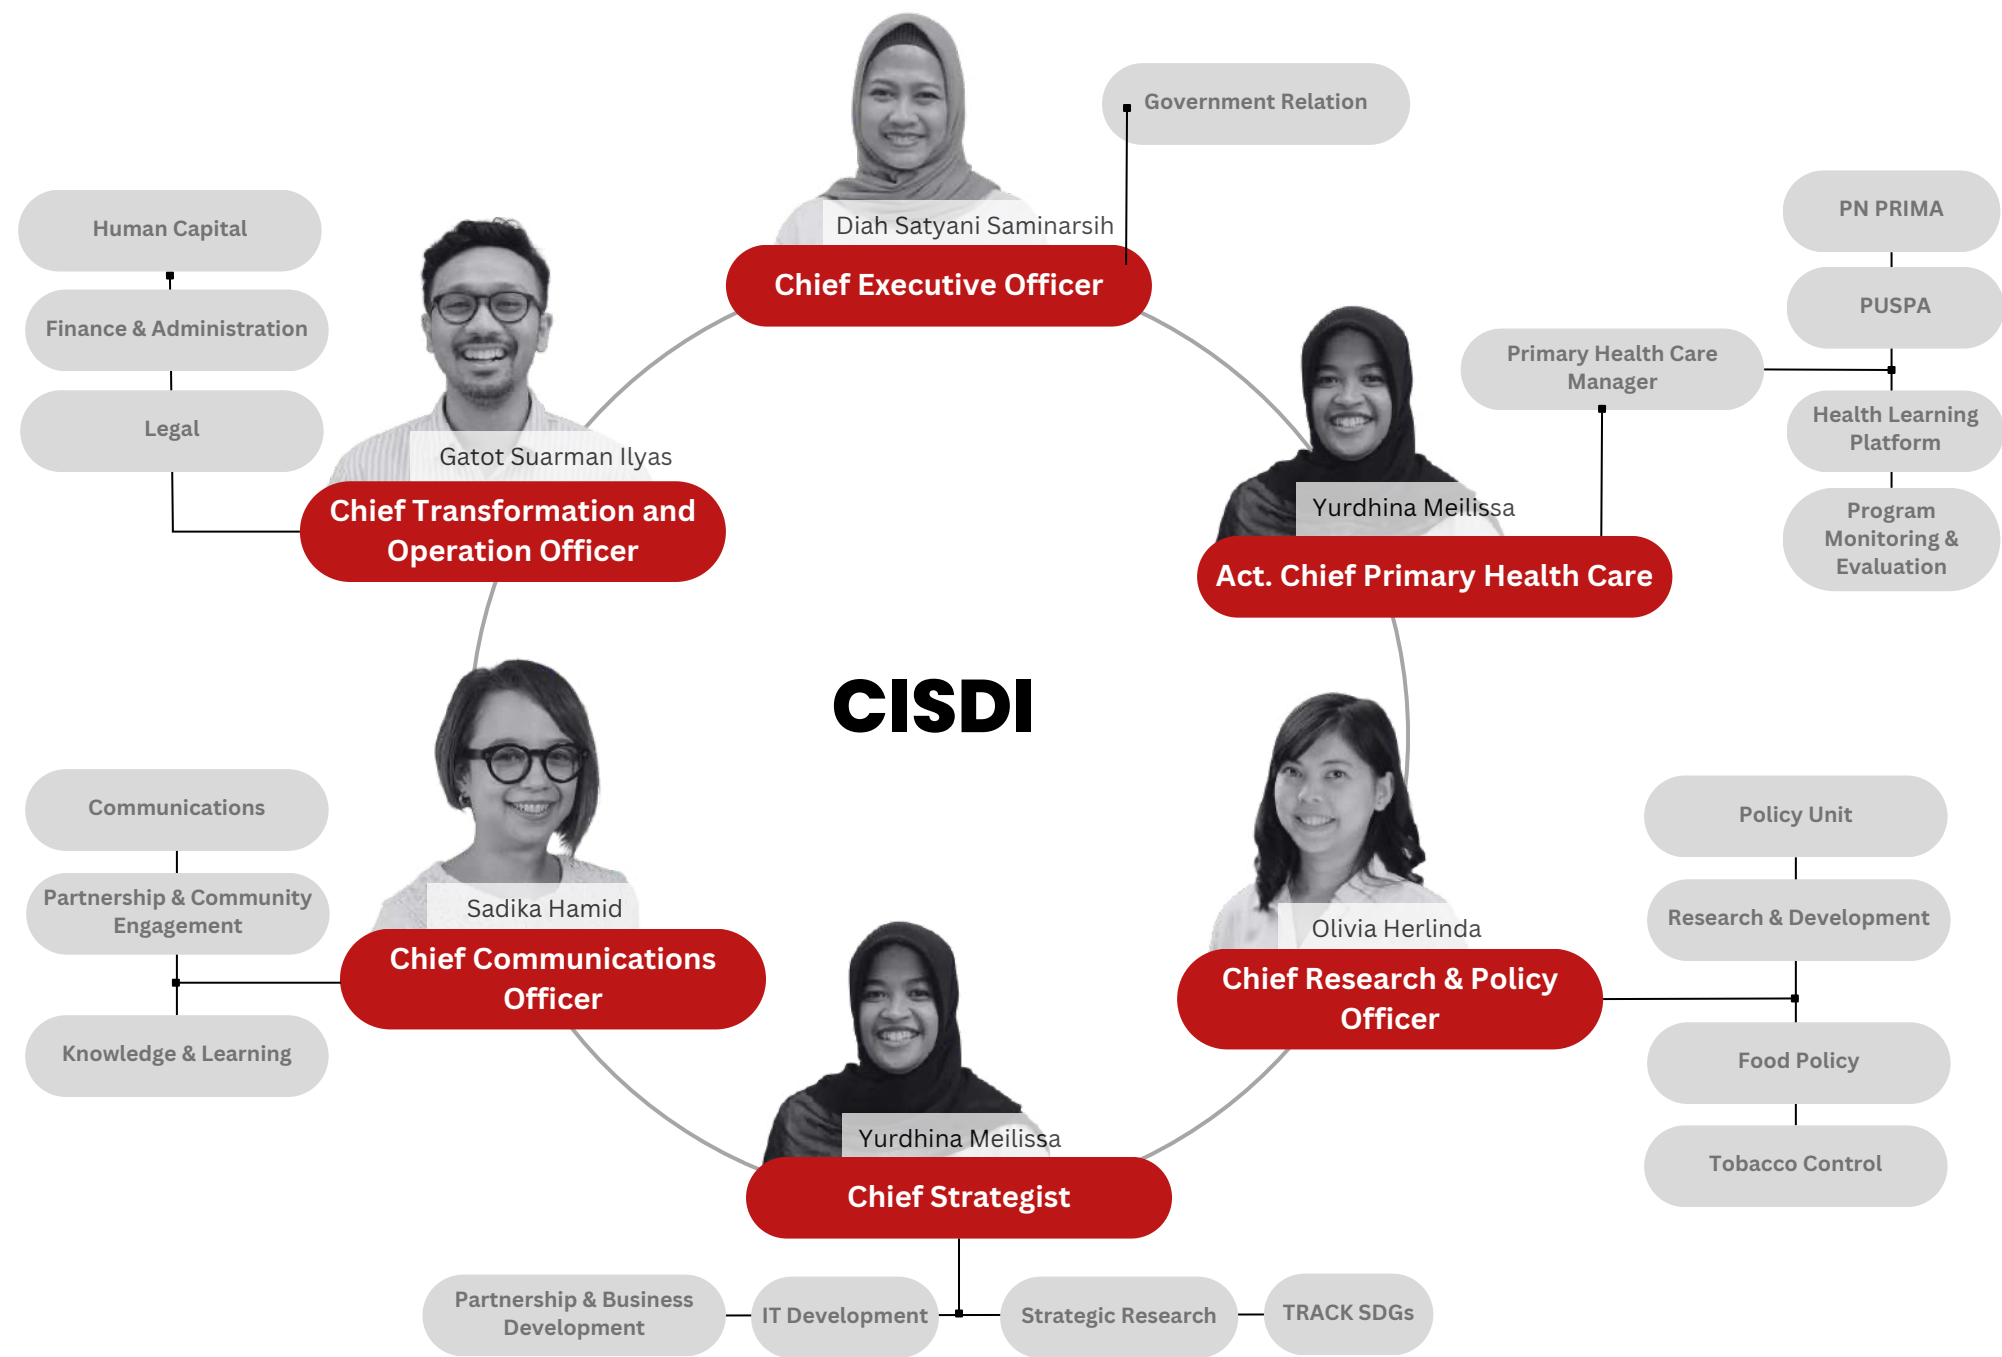 Government Relation
Diah Satyani Saminarsih
Chief Executive Officer
Human Capital
Finance & Administration
Legal
Gatot Suarman Ilyas
Chief Transformation and
Operation Officer
PN PRIMA
PUSPA
Primary Health Care
Manager
Health Learning
Platform
Program
Monitoring &
Evaluation
Yurdhina Meilissa
Act. Chief Primary Health Care
CISDI
Communications
Partnership & Community
Engagement
Knowledge & Learning
Sadika Hamid
Chief Communications
Officer
Olivia Herlinda
Chief Research & Policy
Officer
Policy Unit
Research & Development
Food Policy
Tobacco Control
Yurdhina Meilissa
Chief Strategist
Partnership & Business
Development
IT Development
Strategic Research
TRACK SDGs